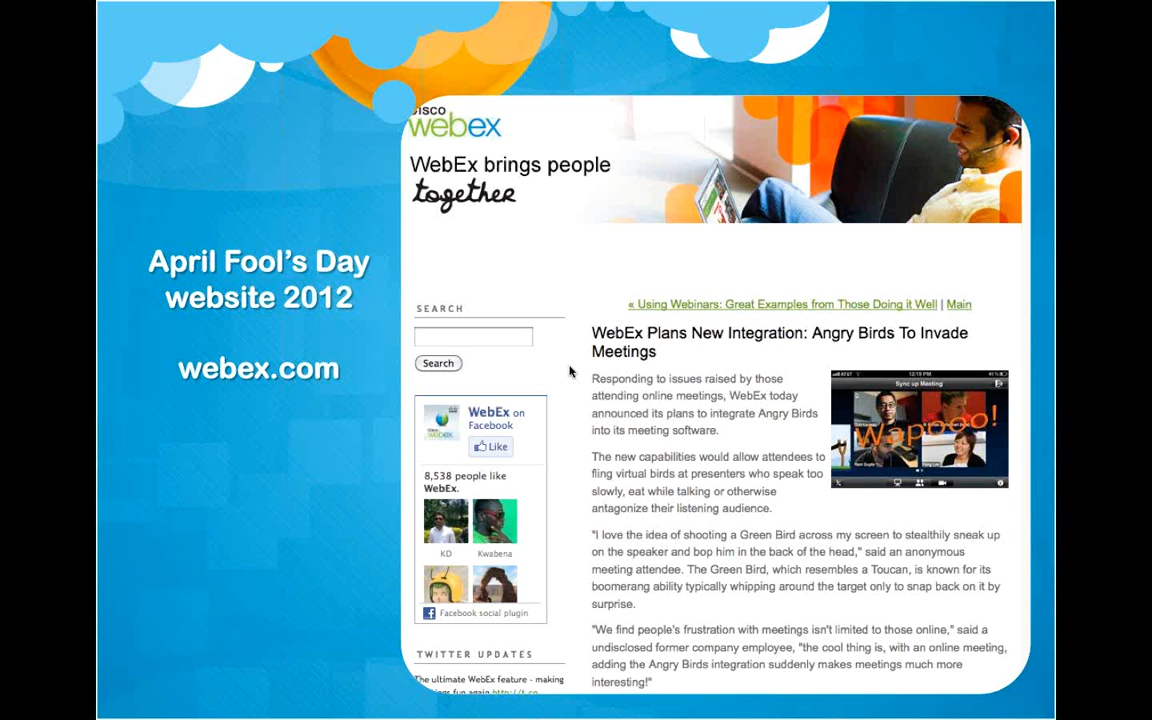 April Fool's Day
website 2012
webex.com
cisco
webex
WebEx brings people
together
SEARCH
Search
WebEx on
Facebook
Like
8,538 people like
WebEx.
KD Kwabena
Facebook social plugin
TWITTER UPDATES
The ultimate WebEx feature - making
fun again http://t.co
« Using Webinars: Great Examples from Those Doing it Well | Main
WebEx Plans New Integration: Angry Birds To Invade
Meetings
Responding to issues raised by those
attending online meetings, WebEx today
announced its plans to integrate Angry Birds
into its meeting software.
The new capabilities would allow attendees to
fling virtual birds at presenters who speak too
slowly, eat while talking or otherwise
antagonize their listening audience.
12:19 PM
Sync up Meeting
Wapooo!
"I love the idea of shooting a Green Bird across my screen to stealthily sneak up
on the speaker and bop him in the back of the head," said an anonymous
meeting attendee. The Green Bird, which resembles a Toucan, is known for its
boomerang ability typically whipping around the target only to snap back on it by
surprise.
"We find people's frustration with meetings isn't limited to those online," said a
undisclosed former company employee, "the cool thing is, with an online meeting,
adding the Angry Birds integration suddenly makes meetings much more
interesting!"